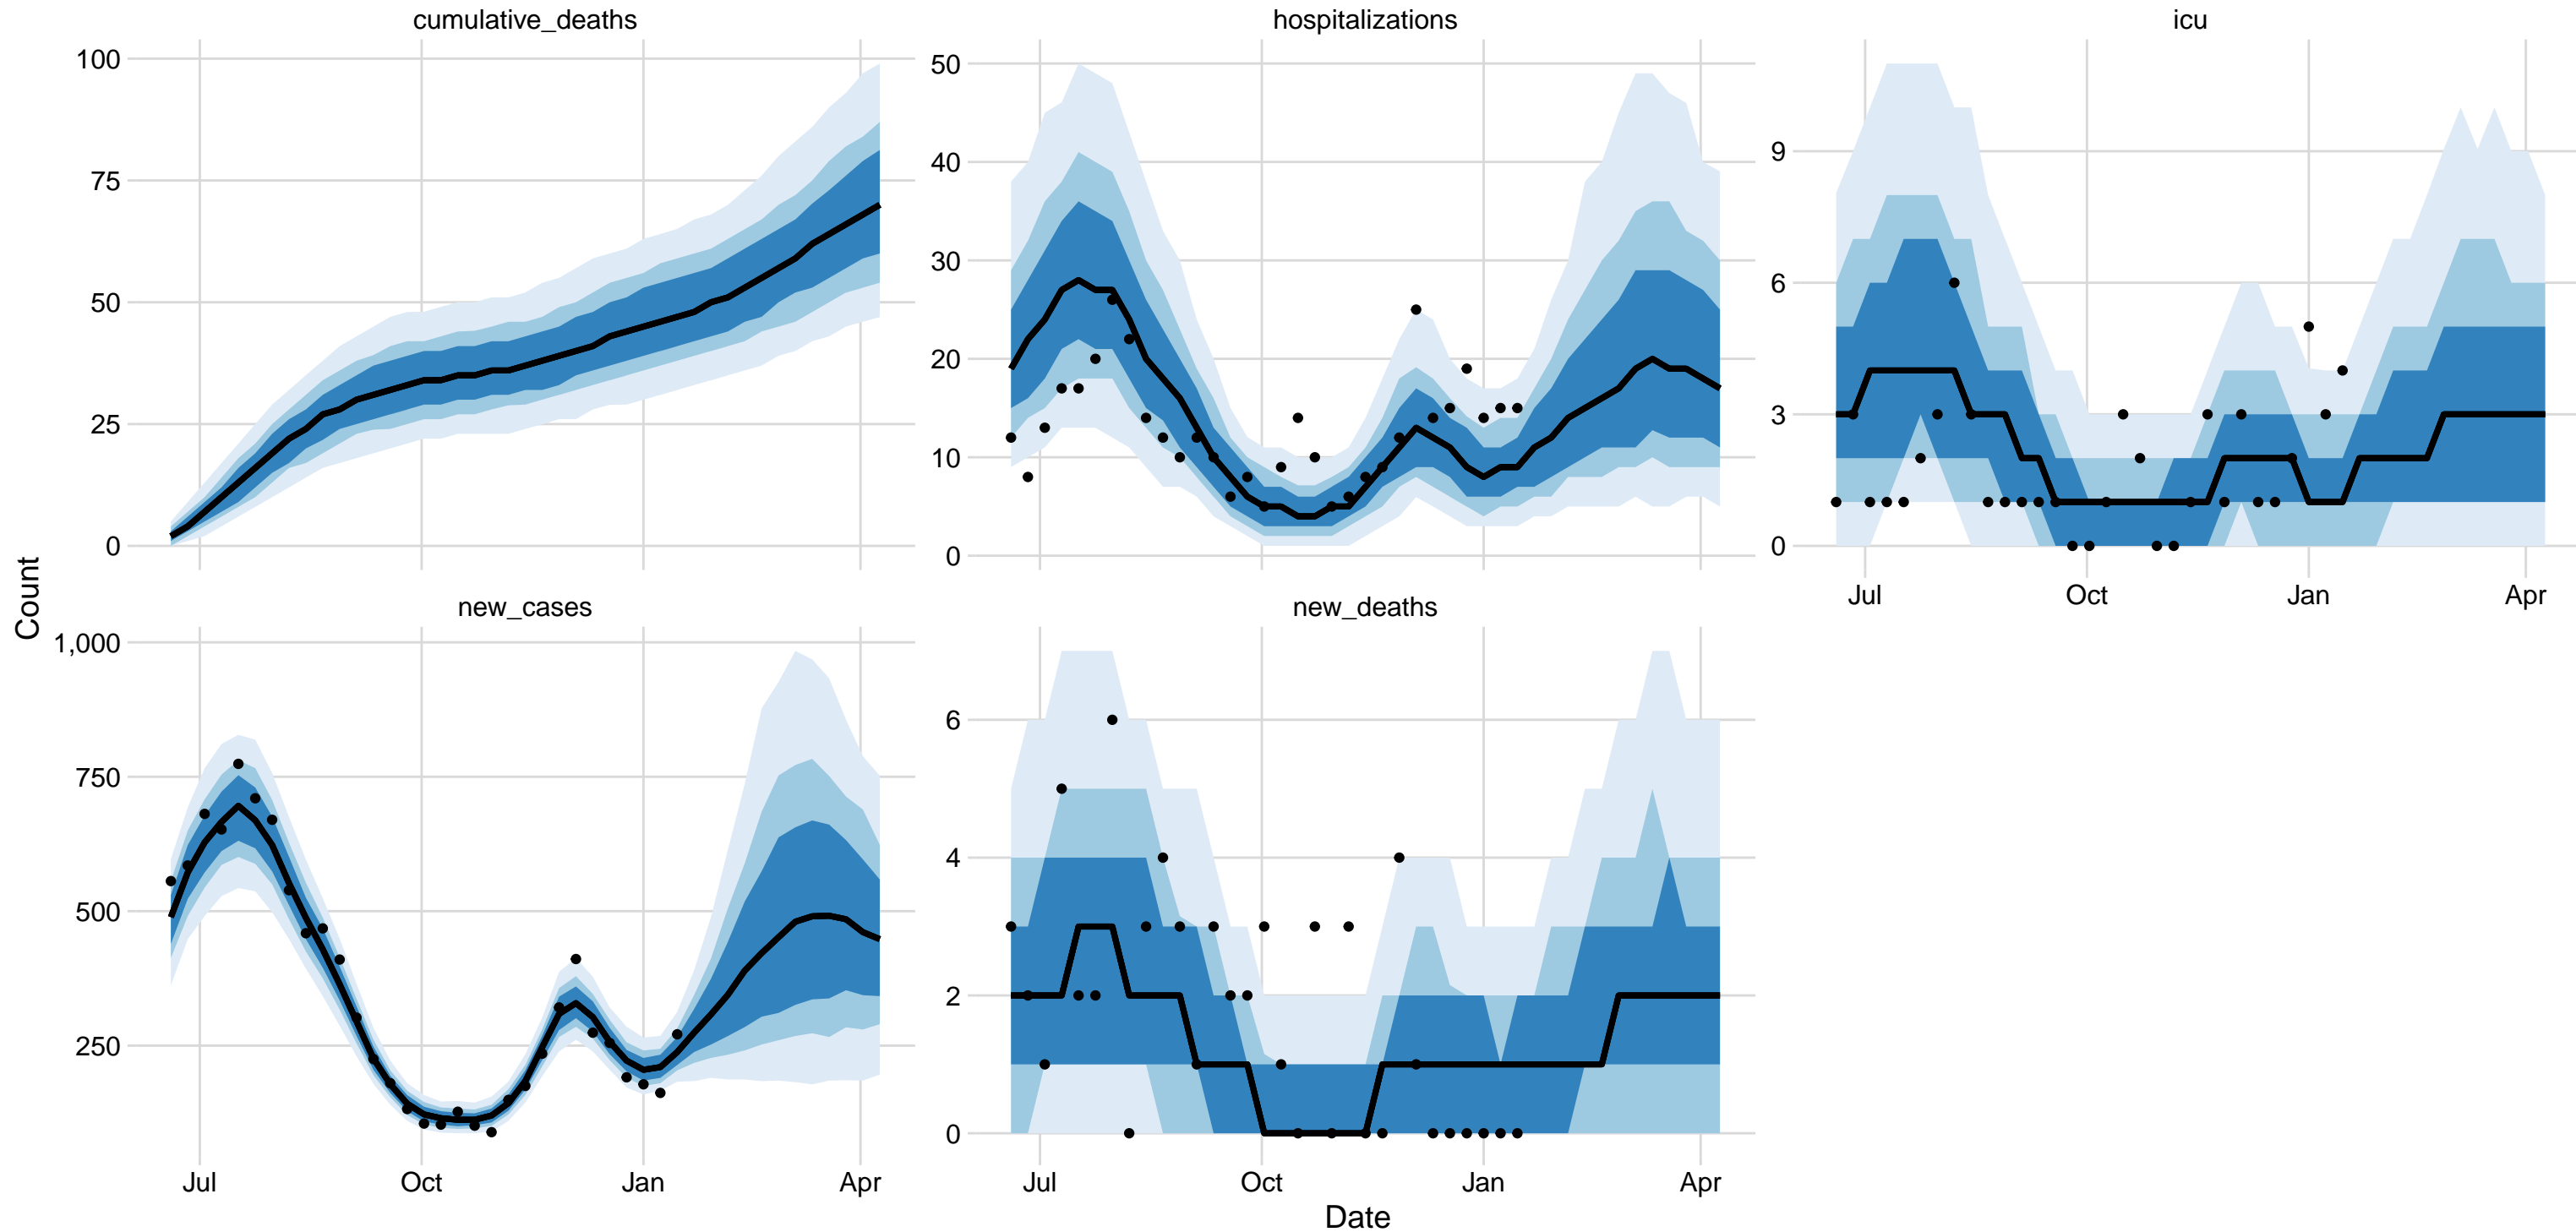 cumulative_deaths
hospitalizations
icu
100
75
50
25
0
50
40
30
20
10
0
9
6
3
0
Jul Oct Jan Apr
Count
new_cases
new_deaths
1,000
750
500
250
6
4
2
0
Jul Oct Jan Apr
Jul Oct Jan Apr
Date